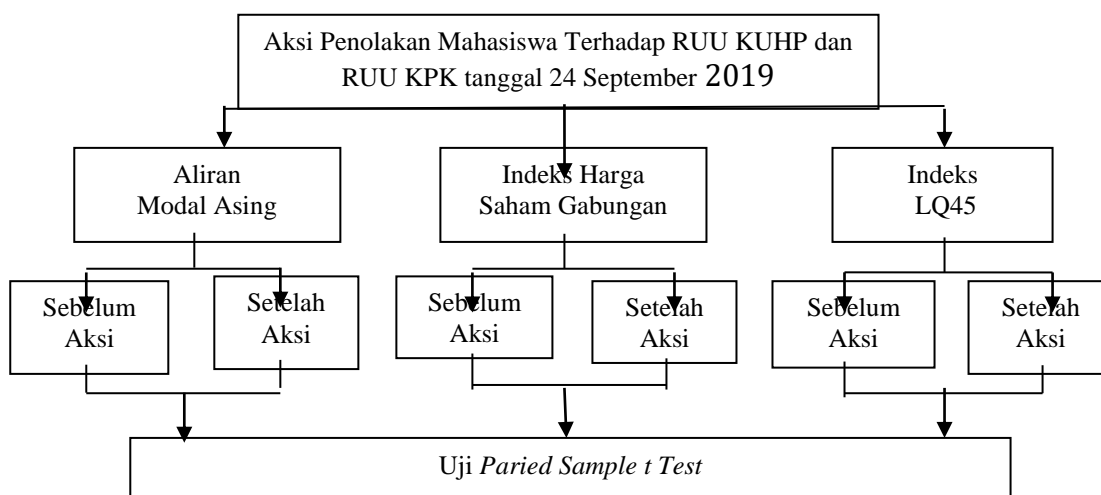 Aksi Penolakan Mahasiswa Terhadap RUU KUHP dan
RUU KPK tanggal 24 September 2019
Aliran
Modal Asing
Indeks Harga
Saham Gabungan
Indeks
LQ45
Sebelum
Aksi
Setelah
Aksi
Sebelum
Aksi
Setelah
Aksi
Sebelum
Aksi
Setelah
Aksi
Uji Paried Sample t Test